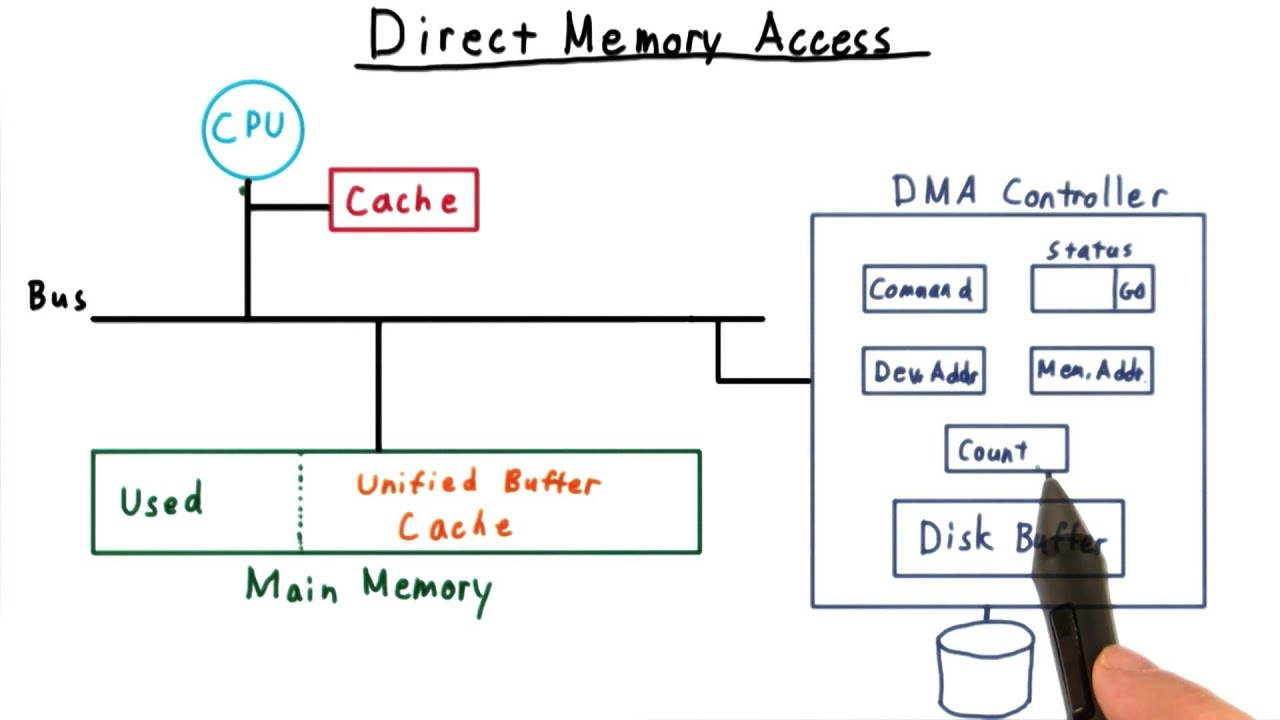 Direct Memory Access
CPU
Cache
Bus
Used
Unified Buffer
Cache
Main Memory
DMA Controller
Status
Command
GO
Dev. Addr
Mem. Addr.
Count
Disk Buffer